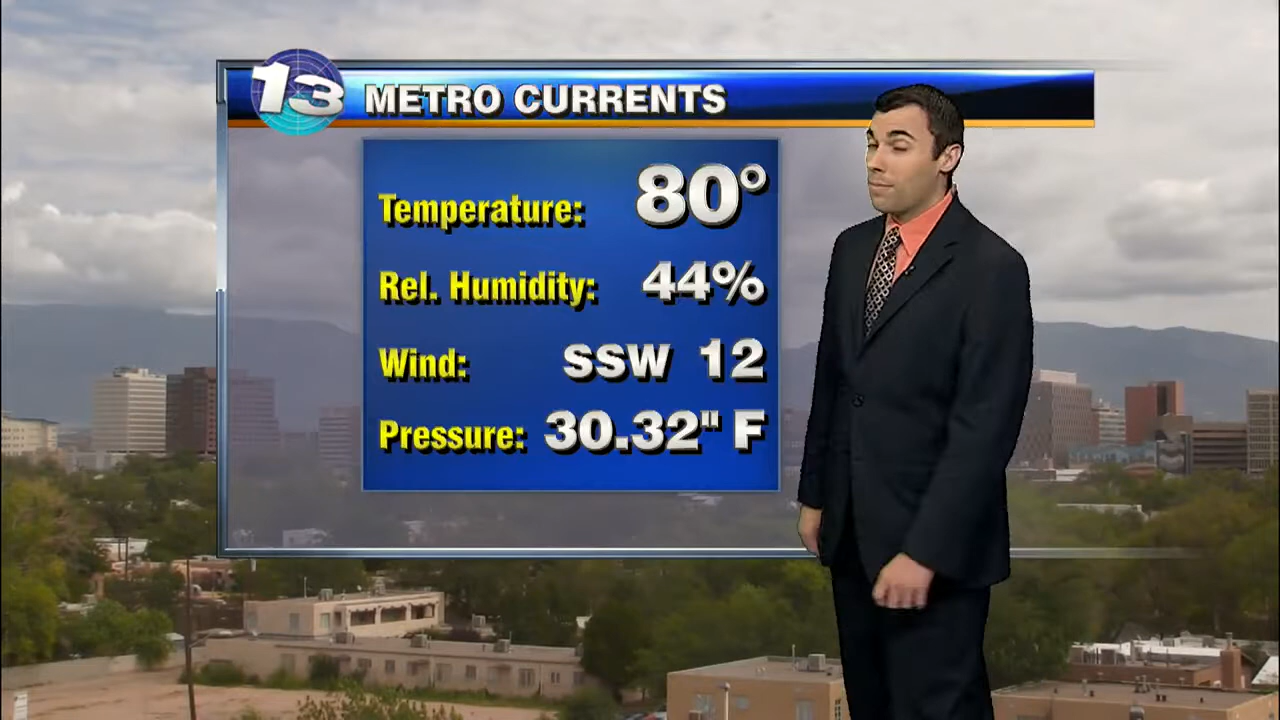 13 METRO CURRENTS
Temperature: 80°
Rel. Humidity: 44%
Wind: SSW 12
Pressure: 30.32" F